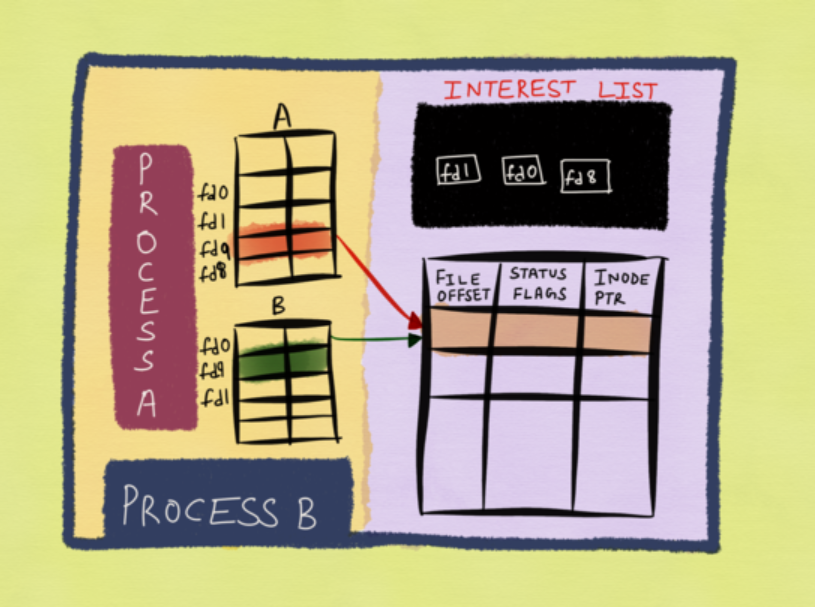 INTEREST LIST
fd1 fd0 fd8
PROCESS A
A
fd0
fd1
fd9
fd8
B
fd0
fd9
fd1
FILE OFFSET
STATUS FLAGS
INODE PTR
PROCESS B